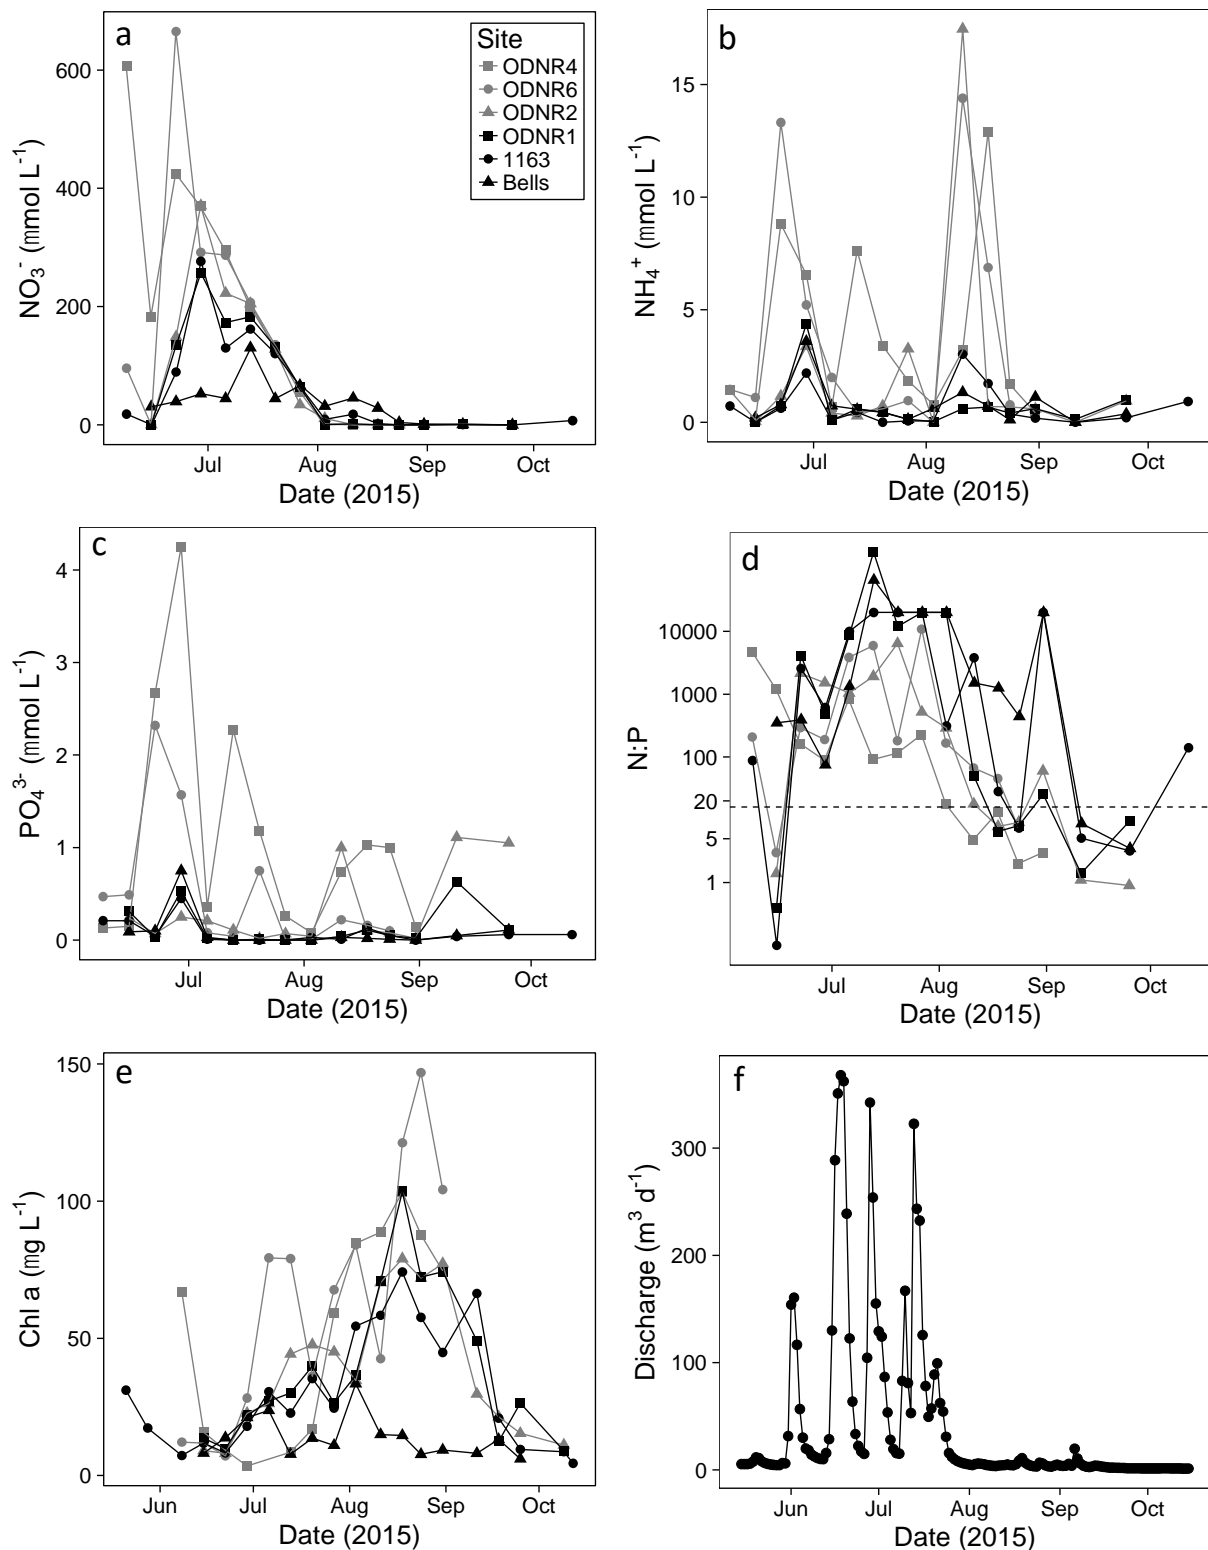 a
Site
ODNR4
ODNR6
ODNR2
ODNR1
1163
Bells
600
400
200
0
NO₃⁻ (mmol L⁻¹)
Jul Aug Sep Oct
Date (2015)
b
15
10
5
0
NH₄⁺ (mmol L⁻¹)
Jul Aug Sep Oct
Date (2015)
c
4
3
2
1
0
PO₄³⁻ (mmol L⁻¹)
Jul Aug Sep Oct
Date (2015)
d
10000
1000
100
20
5
1
N:P
Jul Aug Sep Oct
Date (2015)
e
150
100
50
0
Chl a (mg L⁻¹)
Jun Jul Aug Sep Oct
Date (2015)
f
300
200
100
0
Discharge (m³ d⁻¹)
Jun Jul Aug Sep Oct
Date (2015)